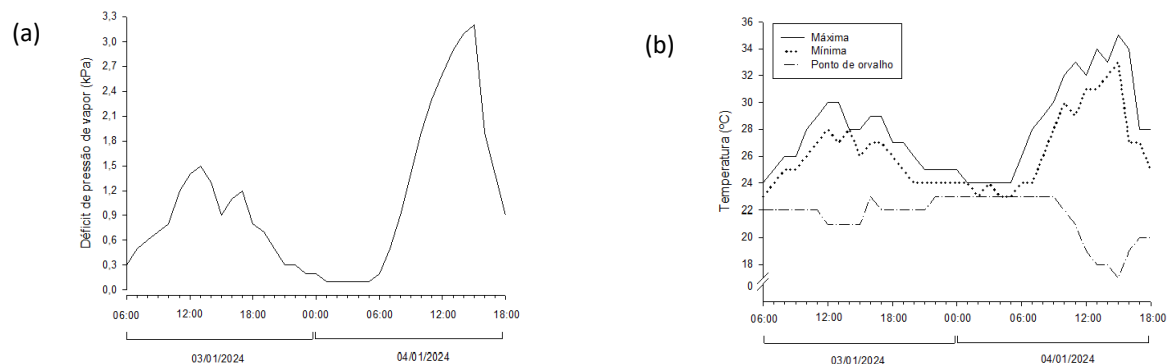 (a)
Déficit de pressão de vapor (kPa)
3,3
3,0
2,7
2,4
2,1
1,8
1,5
1,2
0,9
0,6
0,3
0,0
06:00 12:00 18:00 00:00 06:00 12:00 18:00
03/01/2024 04/01/2024
(b)
Temperatura (ºC)
36
34
32
30
28
26
24
22
20
18
0
Máxima
Mínima
Ponto de orvalho
06:00 12:00 18:00 00:00 06:00 12:00 18:00
03/01/2024 04/01/2024